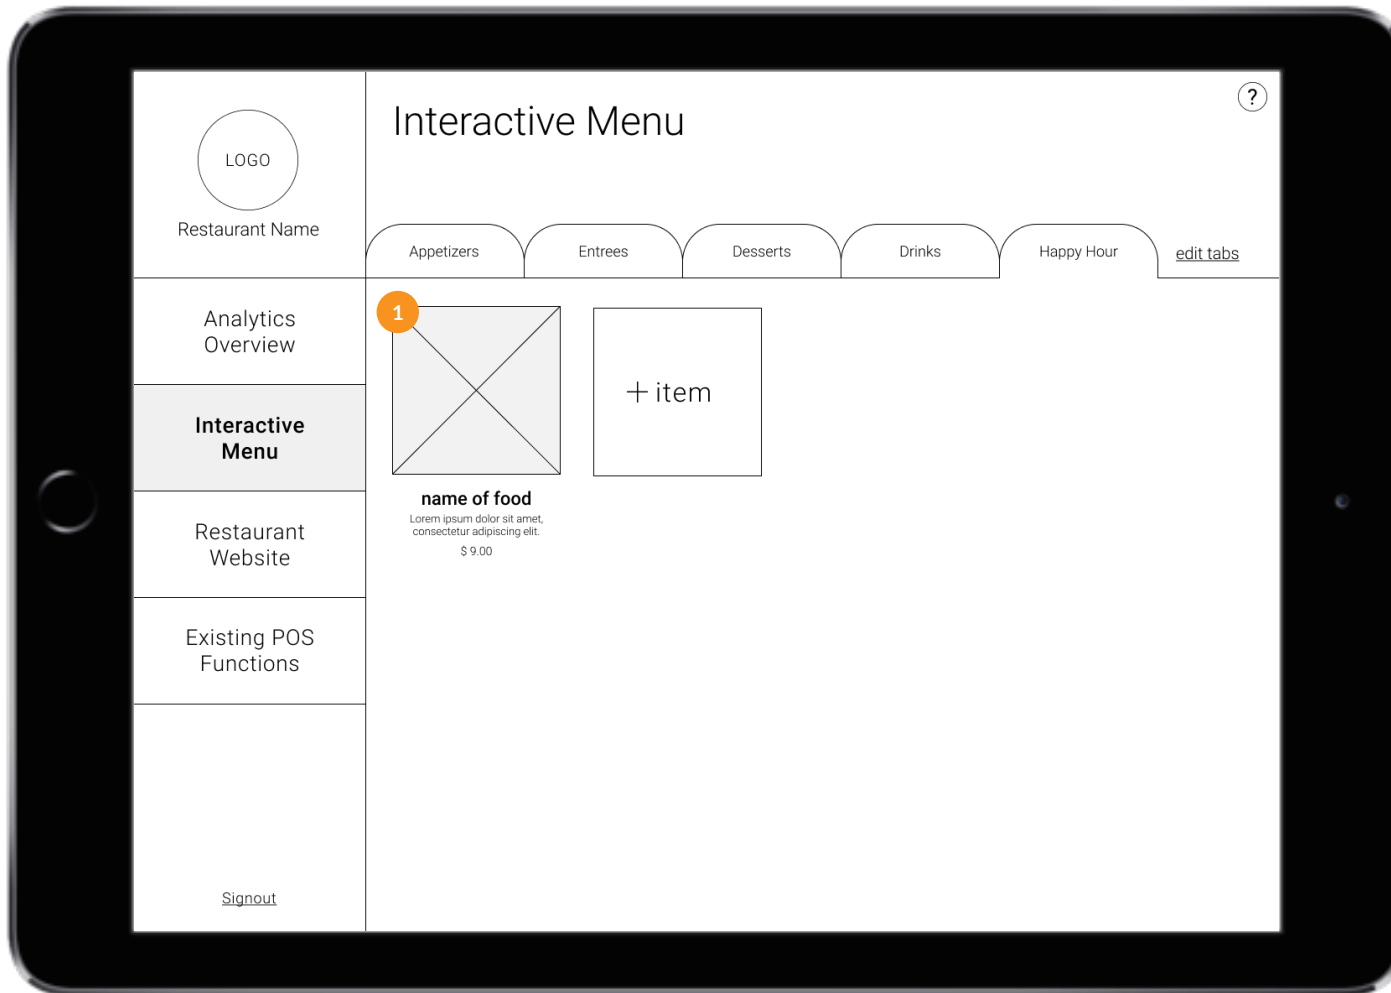 LOGO
Restaurant Name
Analytics
Overview
Interactive
Menu
Restaurant
Website
Existing POS
Functions
Signout
Interactive Menu
?
Appetizers
Entrees
Desserts
Drinks
Happy Hour
edit tabs
1
name of food
Lorem ipsum dolor sit amet,
consectetur adipiscing elit.
$ 9.00
+ item